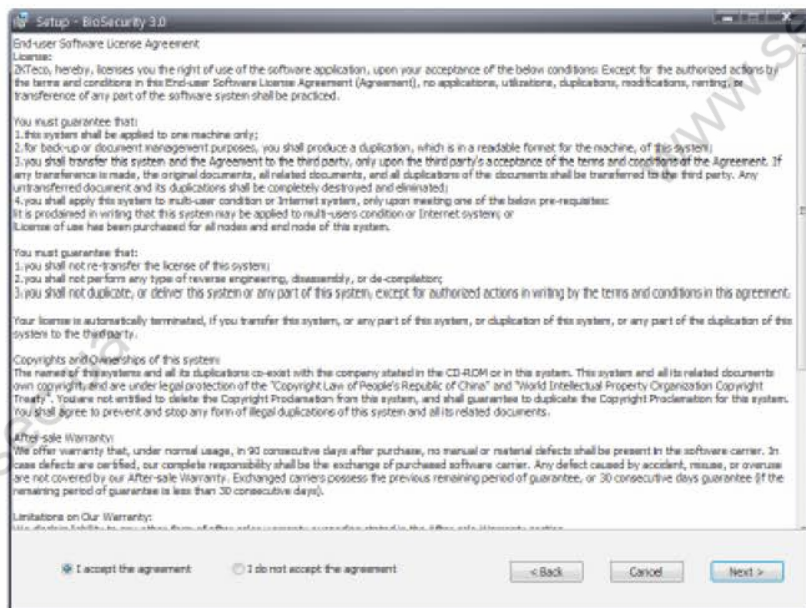 Setup - BioSecurity 3.0
End-user Software License Agreement
License:
ZKTeco, hereby, licenses you the right of use of the software application, upon your acceptance of the below conditions: Except for the authorized actions by
the terms and conditions in this End-user Software License Agreement (Agreement), no applications, utilizations, duplications, modifications, renting, or
transference of any part of the software system shall be practiced.
You must guarantee that:
1.this system shall be applied to one machine only;
2.for back-up or document management purposes, you shall produce a duplication, which is in a readable format for the machine, of this system;
3.you shall transfer this system and the Agreement to the third party, only upon the third party's acceptance of the terms and conditions of the Agreement. If
any transference is made, the original documents, all related documents, and all duplications of the documents shall be transferred to the third party. Any
untransferred document and its duplications shall be completely destroyed and eliminated;
4.you shall apply this system to multi-user condition or Internet system, only upon meeting one of the below pre-requisites:
It is proclaimed in writing that this system may be applied to multi-users condition or Internet system; or
License of use has been purchased for all nodes and end node of this system.
You must guarantee that:
1.you shall not re-transfer the license of this system;
2.you shall not perform any type of reverse engineering, disassembly, or de-compilation;
3.you shall not duplicate, or deliver this system or any part of this system, except for authorized actions in writing by the terms and conditions in this agreement.
Your license is automatically terminated, if you transfer this system, or any part of this system, or duplication of this system, or any part of the duplication of this
system to the third party.
Copyrights and Ownerships of this system:
The names of this systems and all its duplications co-exist with the company stated in the CD-ROM or in this system. This system and all its related documents
own copyright, and are under legal protection of the "Copyright Law of People's Republic of China" and "World Intellectual Property Organization Copyright
Treaty". You are not entitled to delete the Copyright Proclamation from this system, and shall guarantee to duplicate the Copyright Proclamation for this system.
You shall agree to prevent and stop any form of illegal duplications of this system and all its related documents.
After-sale Warranty:
We offer warranty that, under normal usage, in 90 consecutive days after purchase, no manual or material defects shall be present in the software carrier. In
case defects are certified, our complete responsibility shall be the exchange of purchased software carrier. Any defect caused by accident, misuse, or overuse
are not covered by our After-sale Warranty. Exchanged carriers possess the previous remaining period of guarantee, or 30 consecutive days guarantee (if the
remaining period of guarantee is less than 30 consecutive days).
Limitations on Our Warranty:
I accept the agreement
I do not accept the agreement
< Back
Cancel
Next >